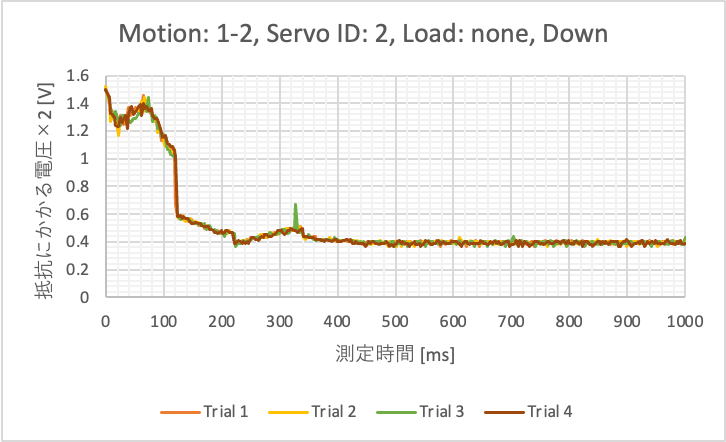 Motion: 1-2, Servo ID: 2, Load: none, Down
抵抗にかかる電圧×2 [V]
1.6
1.4
1.2
1
0.8
0.6
0.4
0.2
0
0 100 200 300 400 500 600 700 800 900 1000
測定時間 [ms]
Trial 1 Trial 2 Trial 3 Trial 4